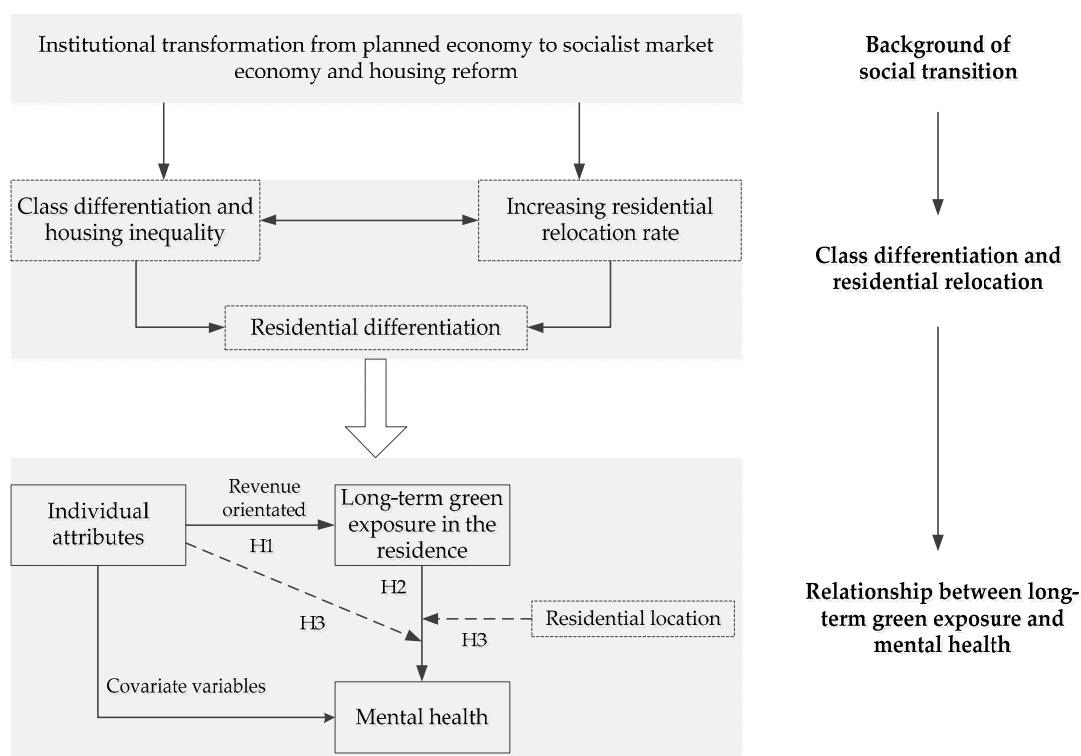 Institutional transformation from planned economy to socialist market
economy and housing reform
Background of
social transition
Class differentiation and
housing inequality
Increasing residential
relocation rate
Class differentiation and
residential relocation
Residential differentiation
Individual
attributes
Revenue
orientated
H1
Long-term green
exposure in the
residence
H2
H3
Residential location
H3
Relationship between long-
term green exposure and
mental health
Covariate variables
Mental health